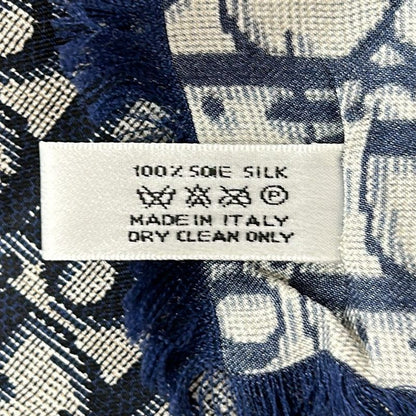 100% SOIE SILK
P
MADE IN ITALY
DRY CLEAN ONLY